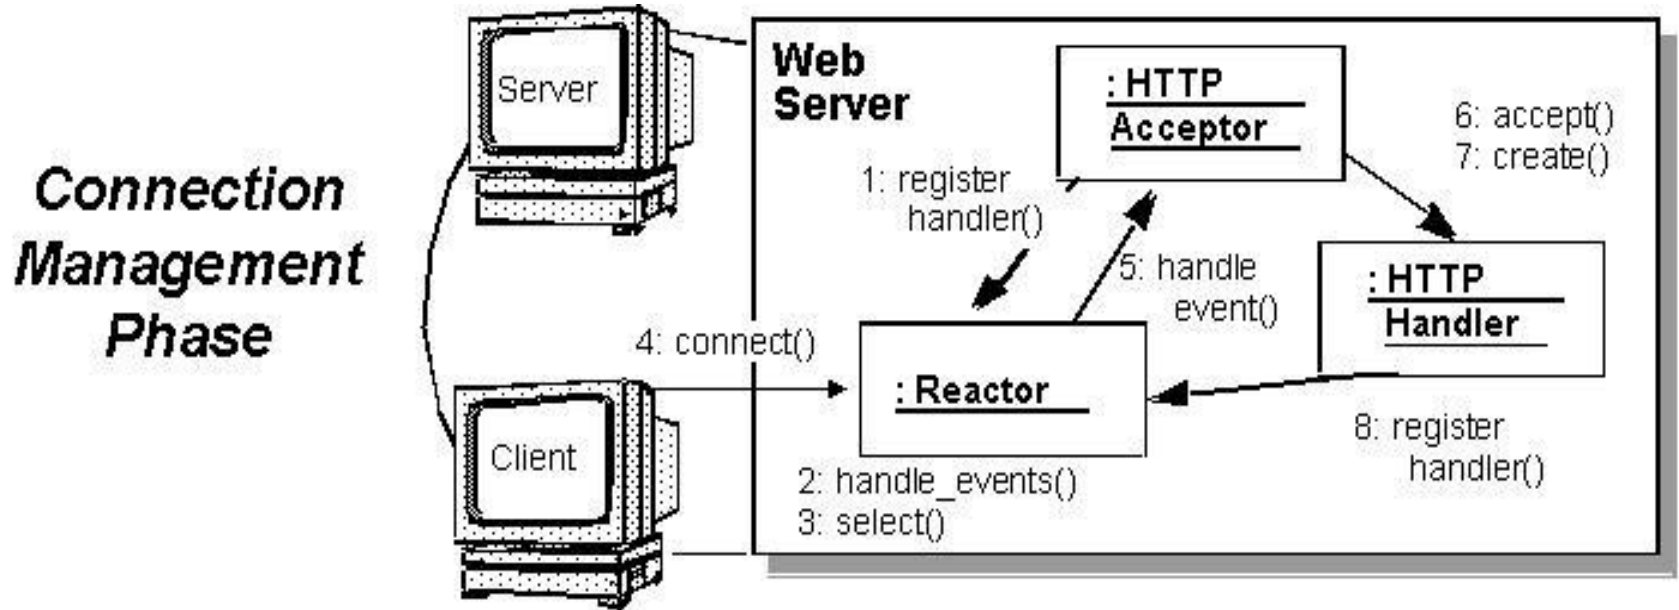 Connection
Management
Phase
Server
Client
Web
Server
: HTTP
Acceptor
6: accept()
7: create()
1: register
handler()
5: handle
event()
: HTTP
Handler
4: connect()
: Reactor
8: register
handler()
2: handle_events()
3: select()